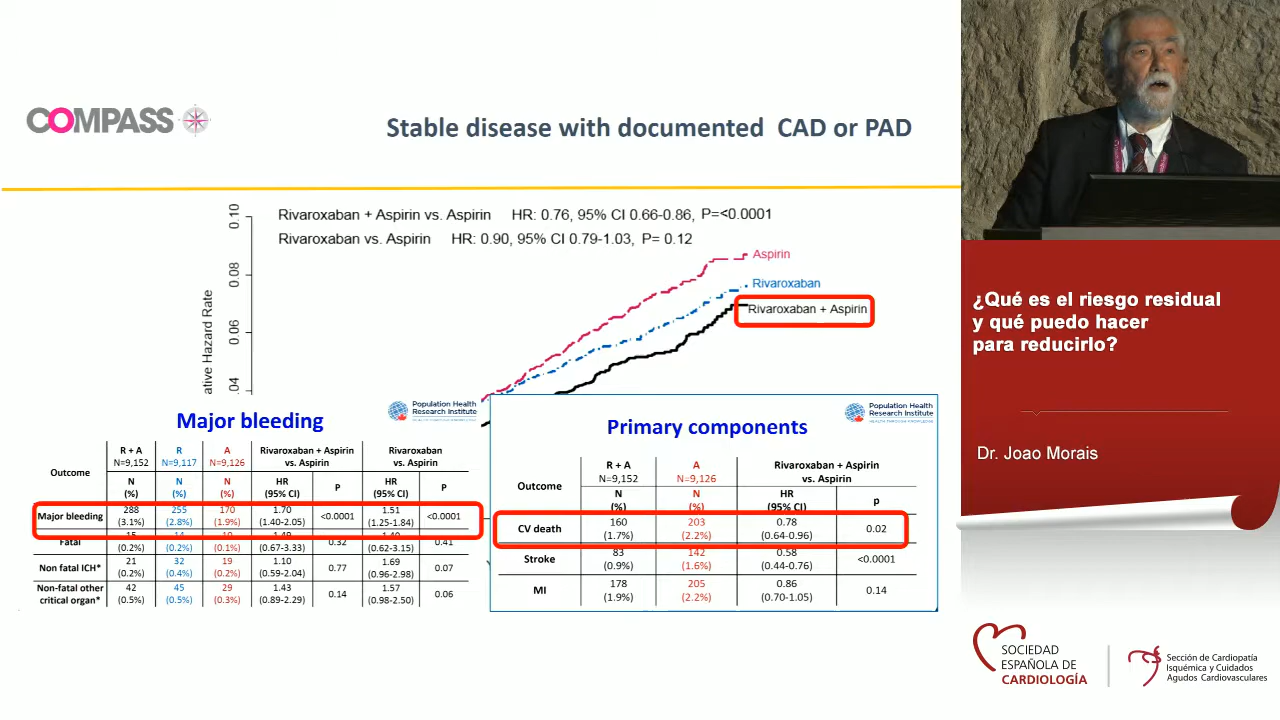 COMPASS
Stable disease with documented CAD or PAD
Rivaroxaban + Aspirin vs. Aspirin HR: 0.76, 95% CI 0.66-0.86, P=<0.0001
Rivaroxaban vs. Aspirin HR: 0.90, 95% CI 0.79-1.03, P= 0.12
0.10
0.08
0.06
.04
ative Hazard Rate
Aspirin
Rivaroxaban
Rivaroxaban + Aspirin
Major bleeding
Population Health
Research Institute
HEALTH THROUGH KNOWLEDGE
Outcome
R + A
N=9,152
R
N=9,117
A
N=9,126
Rivaroxaban + Aspirin
vs. Aspirin
Rivaroxaban
vs. Aspirin
N
(%)
N
(%)
N
(%)
HR
(95% CI)
P
HR
(95% CI)
P
Major bleeding 288 (3.1%) 255 (2.8%) 170 (1.9%) 1.70 (1.40-2.05) <0.0001 1.51 (1.25-1.84) <0.0001
Fatal 15 (0.2%) 14 (0.2%) 10 (0.1%) 1.49 (0.67-3.33) 0.32 1.40 (0.62-3.15) 0.41
Non fatal ICH* 21 (0.2%) 32 (0.4%) 19 (0.2%) 1.10 (0.59-2.04) 0.77 1.69 (0.96-2.98) 0.07
Non-fatal other
critical organ* 42 (0.5%) 45 (0.5%) 29 (0.3%) 1.43 (0.89-2.29) 0.14 1.57 (0.98-2.50) 0.06
Primary components
Population Health
Research Institute
HEALTH THROUGH KNOWLEDGE
Outcome
R + A
N=9,152
A
N=9,126
Rivaroxaban + Aspirin
vs. Aspirin
N
(%)
N
(%)
HR
(95% CI)
p
CV death 160 (1.7%) 203 (2.2%) 0.78 (0.64-0.96) 0.02
Stroke 83 (0.9%) 142 (1.6%) 0.58 (0.44-0.76) <0.0001
MI 178 (1.9%) 205 (2.2%) 0.86 (0.70-1.05) 0.14
¿Qué es el riesgo residual
y qué puedo hacer
para reducirlo?
Dr. Joao Morais
SOCIEDAD
ESPAÑOLA DE
CARDIOLOGÍA
Sección de Cardiopatía
Isquémica y Cuidados
Agudos Cardiovasculares